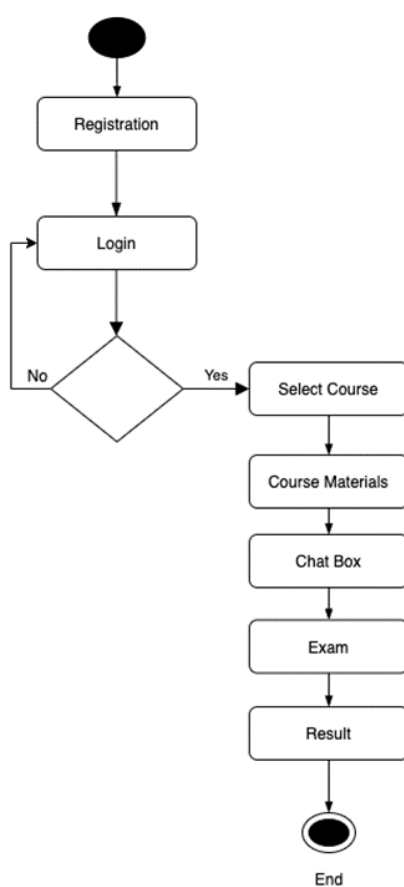 Registration
Login
No
Yes
Select Course
Course Materials
Chat Box
Exam
Result
End